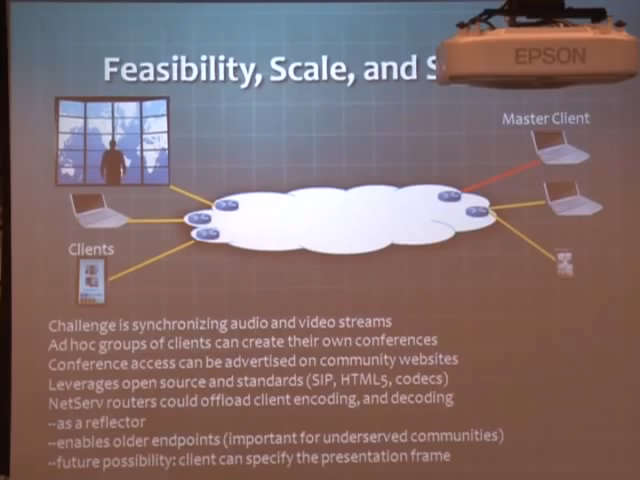 Feasibility, Scale, and
EPSON
Master Client
Clients
Challenge is synchronizing audio and video streams
Ad hoc groups of clients can create their own conferences
Conference access can be advertised on community websites
Leverages open source and standards (SIP, HTML5, codecs)
NetServ routers could offload client encoding, and decoding
--as a reflector
--enables older endpoints (important for underserved communities)
--future possibility: client can specify the presentation frame